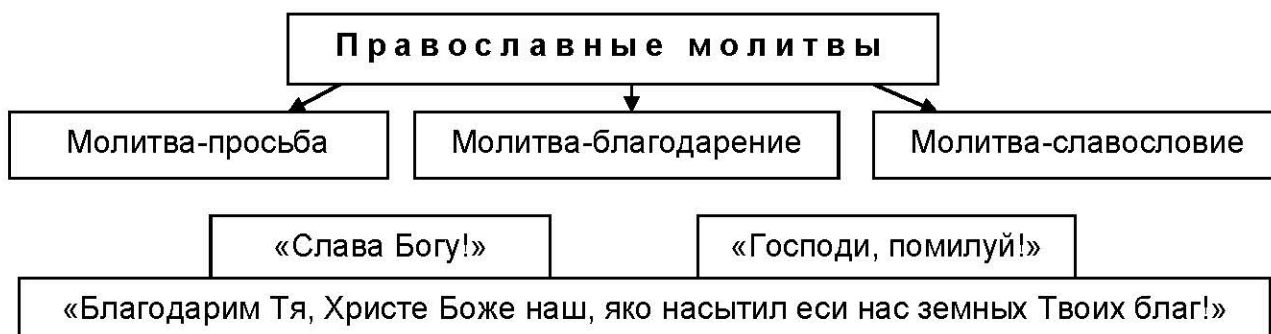 Православные молитвы
Молитва-просьба
Молитва-благодарение
Молитва-славословие
«Слава Богу!»
«Господи, помилуй!»
«Благодарим Тя, Христе Боже наш, яко насытил еси нас земных Твоих благ!»